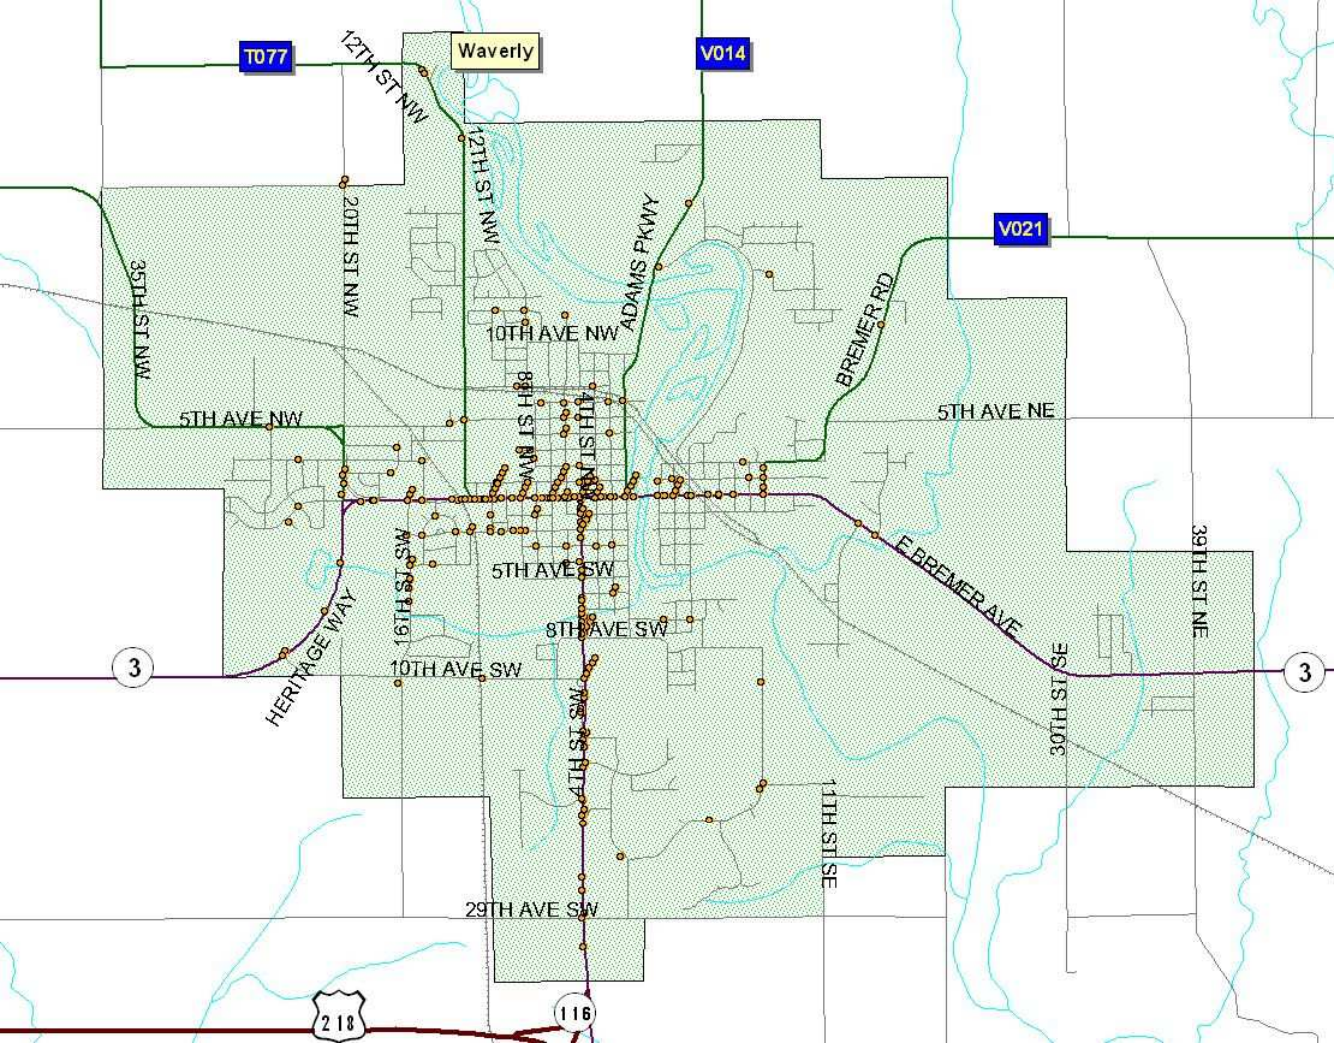 12TH ST NW
Waverly
T077
V014
12TH ST NW
20TH ST NW
ADAMS PKWY
V021
35TH ST NW
BREMER RD
10TH AVE NW
8TH ST NW
4TH ST NW
5TH AVE NW
5TH AVE NE
16TH ST SW
5TH AVE SW
E BREMER AVE
39TH ST NE
HERITAGE WAY
8TH AVE SW
3
10TH AVE SW
30TH ST SE
3
4TH ST SW
11TH ST SE
29TH AVE SW
218
116